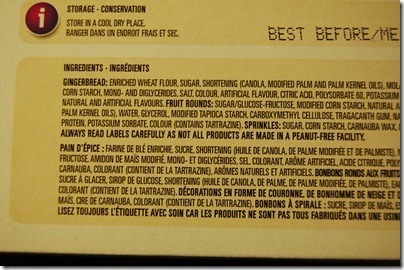 STORAGE - CONSERVATION
STORE IN A COOL DRY PLACE.
RANGER DANS UN ENDROIT FRAIS ET SEC.
BEST BEFORE/ME
INGREDIENTS - INGRÉDIENTS
GINGERBREAD: ENRICHED WHEAT FLOUR, SUGAR, SHORTENING (CANOLA, MODIFIED PALM AND PALM KERNEL OILS), MOLA
CORN STARCH, MONO- AND DIGLYCERIDES, SALT, COLOUR, ARTIFICIAL FLAVOUR, CITRIC ACID, POLYSORBATE 60, POTASSIUM
NATURAL AND ARTIFICIAL FLAVOURS. FRUIT ROUNDS: SUGAR/GLUCOSE-FRUCTOSE, MODIFIED CORN STARCH, NATURAL A
PALM KERNEL OILS), WATER, GLYCEROL, MODIFIED TAPIOCA STARCH, CARBOXYMETHYL CELLULOSE, TRAGACANTH GUM, NA
PROTEIN, POTASSIUM SORBATE, COLOUR (CONTAINS TARTRAZINE). SPRINKLES: SUGAR, CORN STARCH, CARNAUBA WAX,
ALWAYS READ LABELS CAREFULLY AS NOT ALL PRODUCTS ARE MADE IN A PEANUT-FREE FACILITY.
PAIN D'ÉPICE : FARINE DE BLÉ ENRICHIE, SUCRE, SHORTENING (HUILE DE CANOLA, DE PALME MODIFIÉE ET DE PALMISTE), M
FRUCTOSE, AMIDON DE MAÏS MODIFIÉ, MONO- ET DIGLYCÉRIDES, SEL, COLORANT, ARÔME ARTIFICIEL, ACIDE CITRIQUE, POLY
CARNAUBA, COLORANT (CONTIENT DE LA TARTRAZINE), ARÔMES NATURELS ET ARTIFICIELS. BONBONS RONDS AUX FRUITS
SUCRE À GLACER, SIROP DE GLUCOSE, SHORTENING (HUILE DE CANOLA, DE PALME MODIFIÉE, DE PALMISTE), EAU
COLORANT (CONTIENT DE LA TARTRAZINE). DÉCORATIONS EN FORME DE COURONNE, DE BONHOMME DE NEIGE ET D
MAÏS, CIRE DE CARNAUBA, COLORANT (CONTIENT DE LA TARTRAZINE). BONBONS À SPIRALE : SUCRE, SIROP DE MAÏS,
LISEZ TOUJOURS L'ÉTIQUETTE AVEC SOIN CAR LES PRODUITS NE SONT PAS TOUS FABRIQUÉS DANS UNE USINE